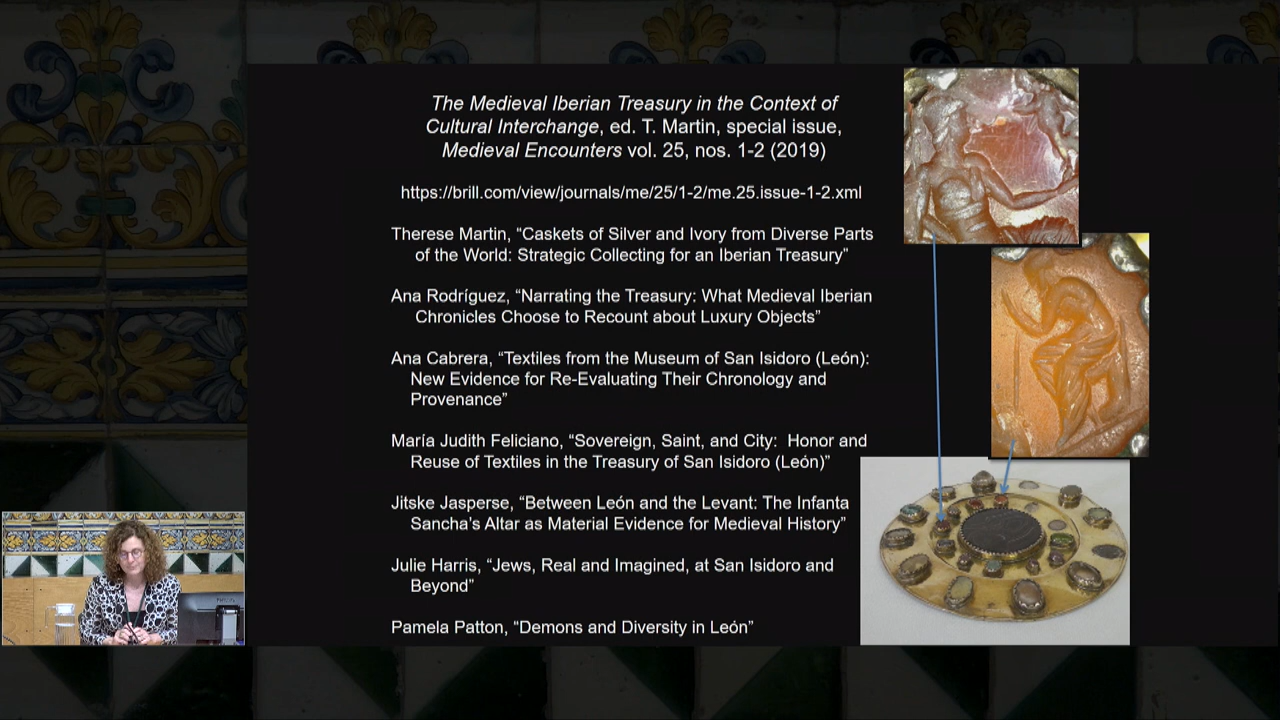 The Medieval Iberian Treasury in the Context of
Cultural Interchange, ed. T. Martin, special issue,
Medieval Encounters vol. 25, nos. 1-2 (2019)
https://brill.com/view/journals/me/25/1-2/me.25.issue-1-2.xml
Therese Martin, “Caskets of Silver and Ivory from Diverse Parts
of the World: Strategic Collecting for an Iberian Treasury”
Ana Rodríguez, “Narrating the Treasury: What Medieval Iberian
Chronicles Choose to Recount about Luxury Objects”
Ana Cabrera, “Textiles from the Museum of San Isidoro (León):
New Evidence for Re-Evaluating Their Chronology and
Provenance”
María Judith Feliciano, “Sovereign, Saint, and City:  Honor and
Reuse of Textiles in the Treasury of San Isidoro (León)”
Jitske Jasperse, “Between León and the Levant: The Infanta
Sancha’s Altar as Material Evidence for Medieval History”
Julie Harris, “Jews, Real and Imagined, at San Isidoro and
Beyond”
Pamela Patton, “Demons and Diversity in León”